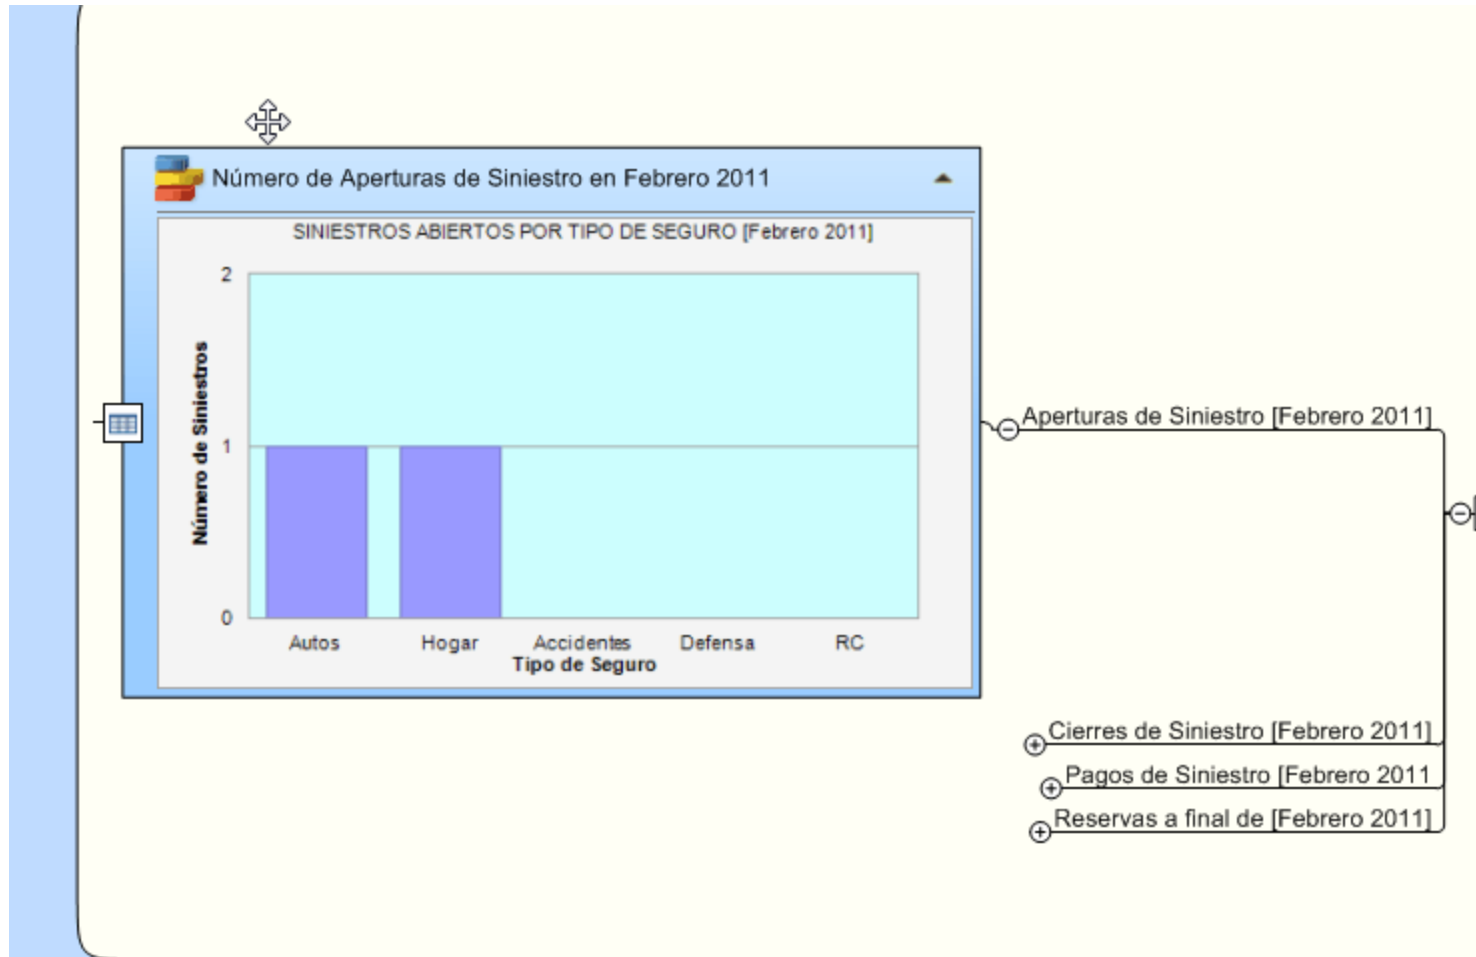 Número de Aperturas de Siniestro en Febrero 2011
SINIESTROS ABIERTOS POR TIPO DE SEGURO [Febrero 2011]
Número de Siniestros
2
1
0
Autos Hogar Accidentes Defensa RC
Tipo de Seguro
Aperturas de Siniestro [Febrero 2011]
Cierres de Siniestro [Febrero 2011]
Pagos de Siniestro [Febrero 2011
Reservas a final de [Febrero 2011]